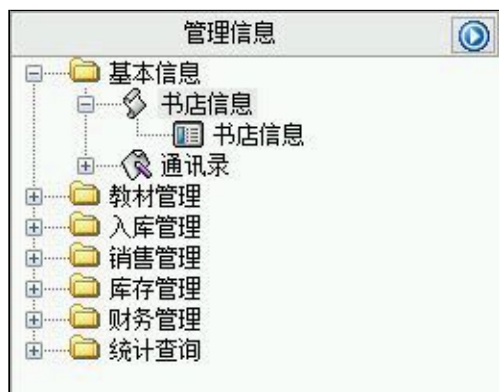 管理信息
基本信息
书店信息
书店信息
通讯录
教材管理
入库管理
销售管理
库存管理
财务管理
统计查询